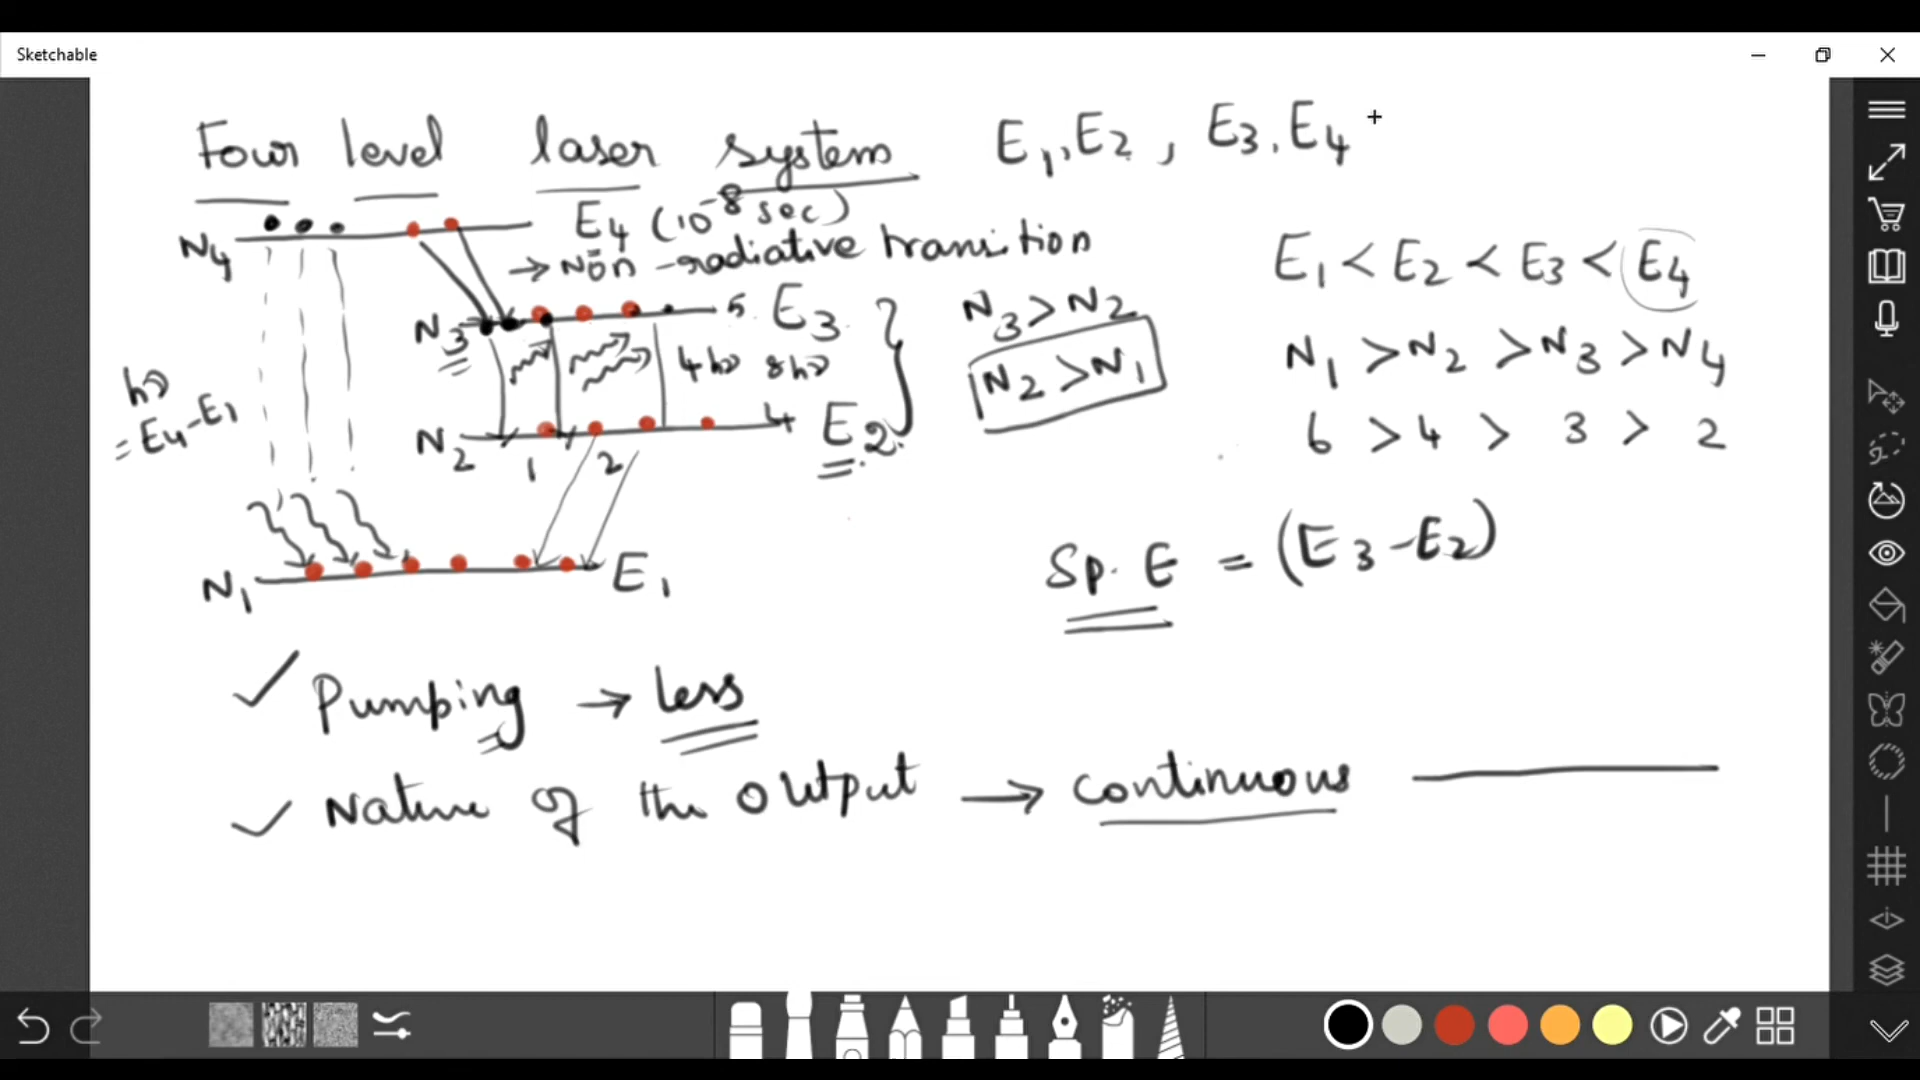 Sketchable
Four level laser system E1, E2, E3, E4
N4 E4 (10^-8 sec)
→ Non-radiative transition
E1 < E2 < E3 < E4
N3 5 E3 N3 > N2
N1 > N2 > N3 > N4
4hν 8hν
N2 > N1
hν
= E4-E1
N2 4 E2
6 > 4 > 3 > 2
1 2
Sp. E = (E3-E2)
N1 E1
✓ Pumping → less
✓ Nature of the output → continuous